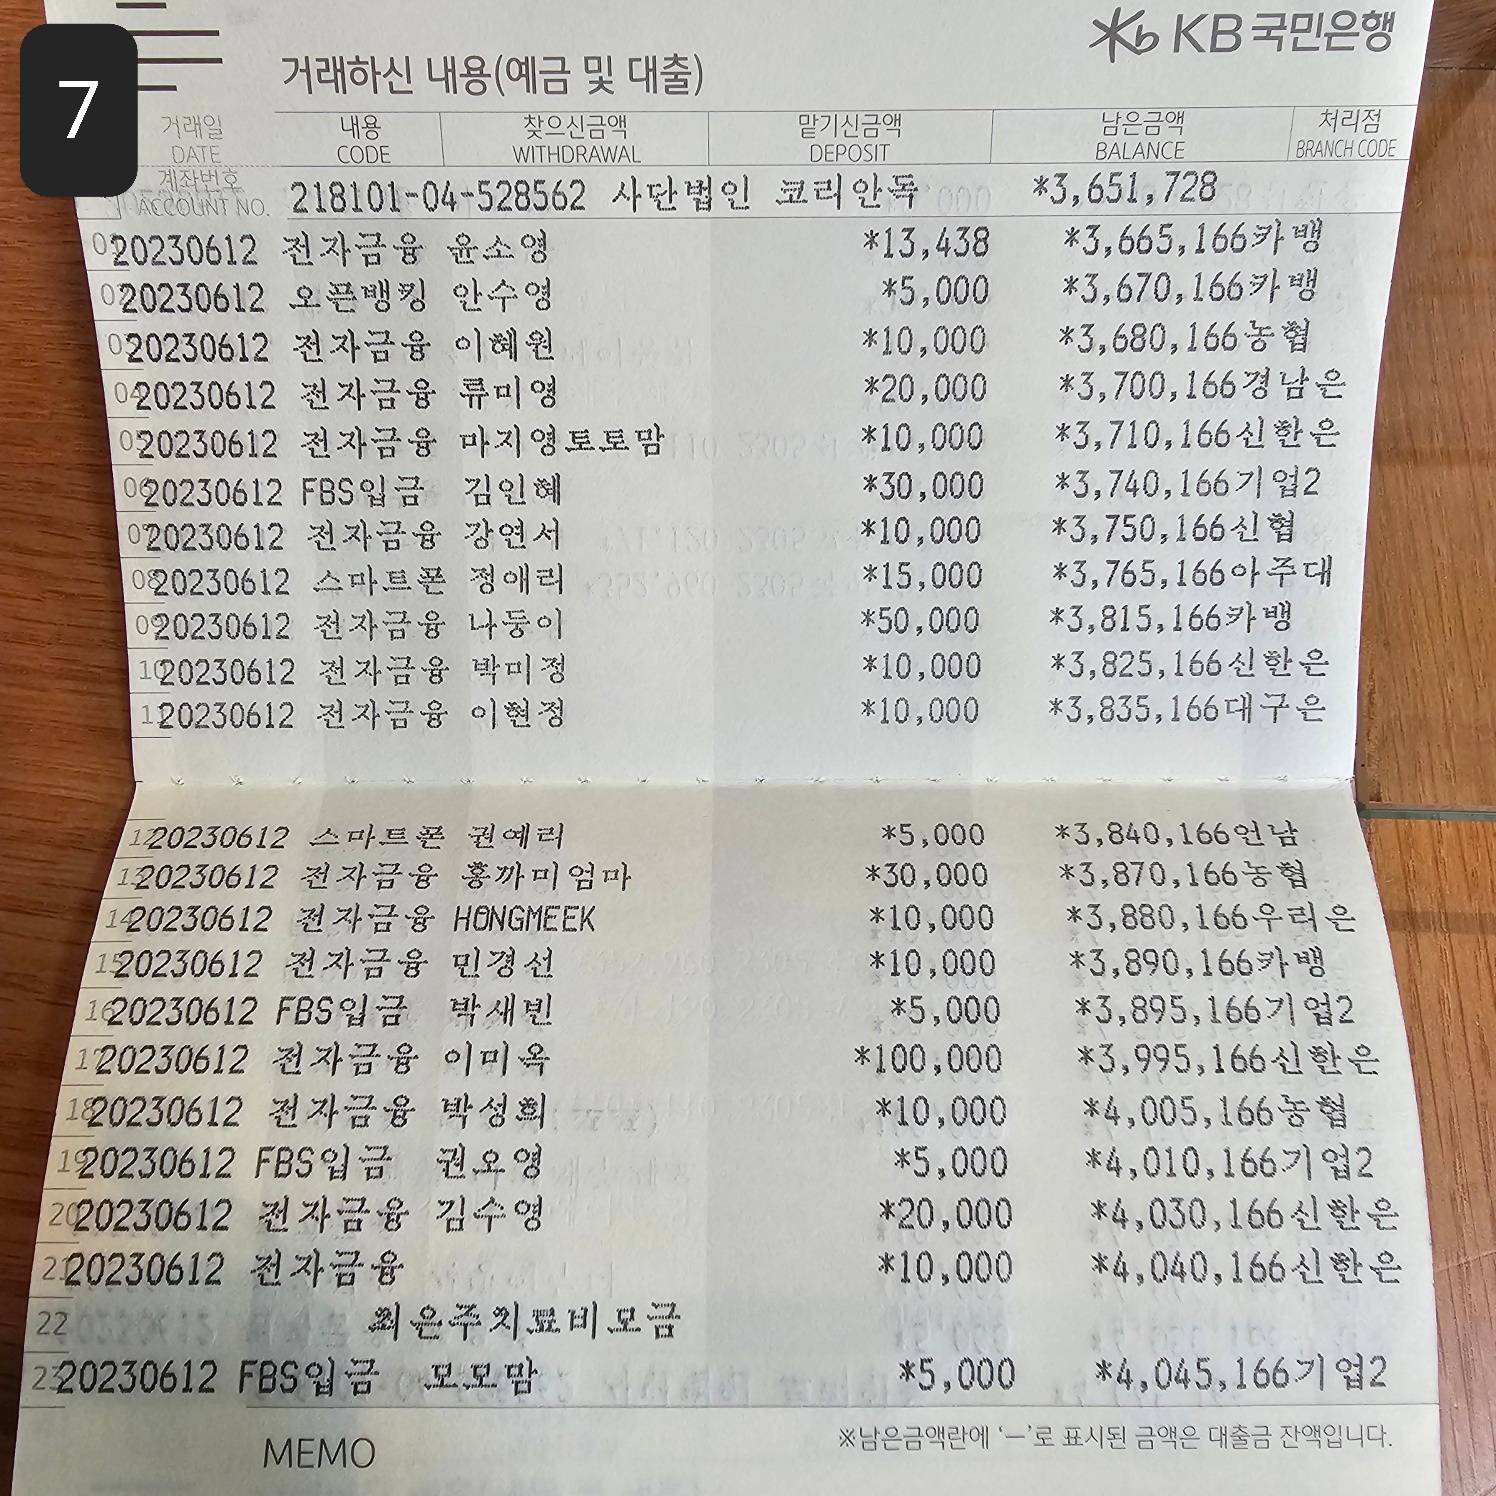 7
KB국민은행
거래하신 내용(예금 및 대출)
거래일 내용 찾으신금액 맡기신금액 남은금액 처리점
DATE CODE WITHDRAWAL DEPOSIT BALANCE BRANCH CODE
계좌번호
ACCOUNT NO. 218101-04-528562 사단법인 코리안독 *3,651,728
01 20230612 전자금융 윤소영 *13,438 *3,665,166카뱅
02 20230612 오픈뱅킹 안수영 *5,000 *3,670,166카뱅
03 20230612 전자금융 이혜원 *10,000 *3,680,166농협
04 20230612 전자금융 류미영 *20,000 *3,700,166경남은
05 20230612 전자금융 마지영토토맘 *10,000 *3,710,166신한은
06 20230612 FBS입금 김인혜 *30,000 *3,740,166기업2
07 20230612 전자금융 강연서 *10,000 *3,750,166신협
08 20230612 스마트폰 정애리 *15,000 *3,765,166아주대
09 20230612 전자금융 나둥이 *50,000 *3,815,166카뱅
10 20230612 전자금융 박미정 *10,000 *3,825,166신한은
11 20230612 전자금융 이현정 *10,000 *3,835,166대구은
12 20230612 스마트폰 권예리 *5,000 *3,840,166언남
13 20230612 전자금융 홍까미엄마 *30,000 *3,870,166농협
14 20230612 전자금융 HONGMEEK *10,000 *3,880,166우리은
15 20230612 전자금융 민경선 *10,000 *3,890,166카뱅
16 20230612 FBS입금 박새빈 *5,000 *3,895,166기업2
17 20230612 전자금융 이미옥 *100,000 *3,995,166신한은
18 20230612 전자금융 박성희 *10,000 *4,005,166농협
19 20230612 FBS입금 권오영 *5,000 *4,010,166기업2
20 20230612 전자금융 김수영 *20,000 *4,030,166신한은
21 20230612 전자금융 *10,000 *4,040,166신한은
22 최은주치료비모금
23 20230612 FBS입금 모모맘 *5,000 *4,045,166기업2
※남은금액란에 '─'로 표시된 금액은 대출금 잔액입니다.
MEMO